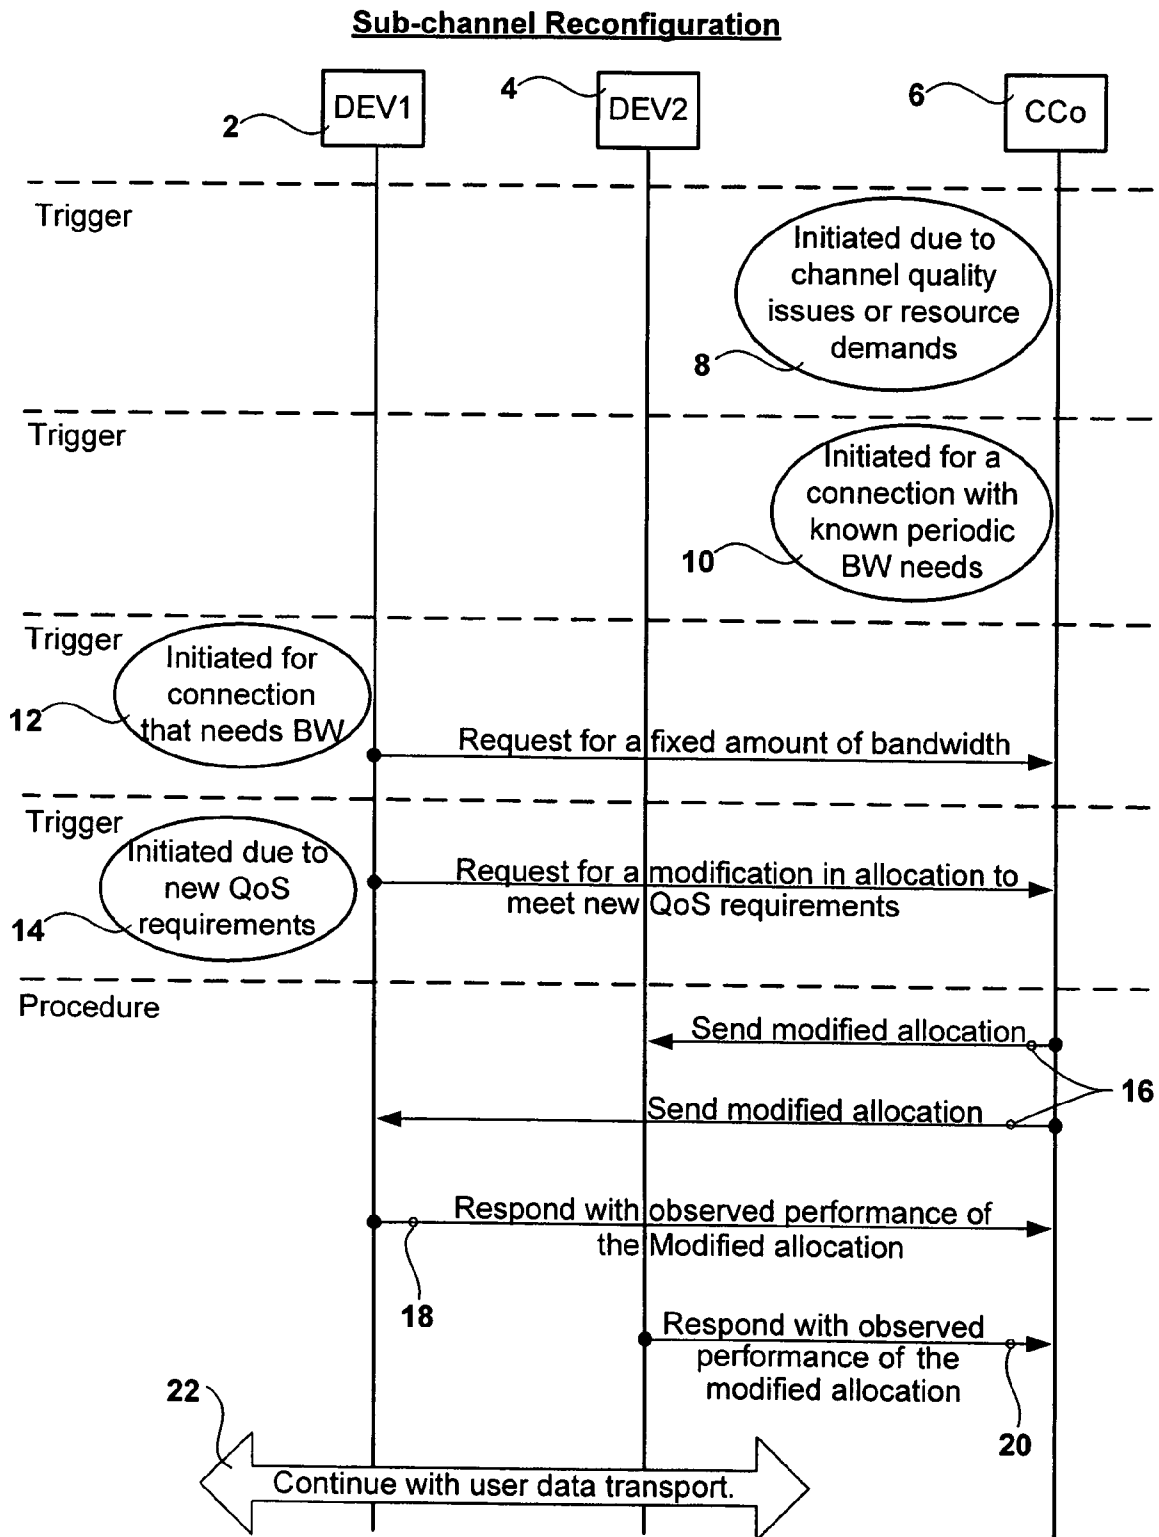 Sub-channel Reconfiguration
2
DEV1
4
DEV2
6
CCo
Trigger
Initiated due to
channel quality
issues or resource
demands
8
Trigger
Initiated for a
connection with
known periodic
BW needs
10
Trigger
Initiated for
connection
that needs BW
12
Request for a fixed amount of bandwidth
Trigger
Initiated due to
new QoS
requirements
14
Request for a modification in allocation to
meet new QoS requirements
Procedure
Send modified allocation
16
Send modified allocation
Respond with observed performance of
the Modified allocation
18
Respond with observed
performance of the
modified allocation
20
22
Continue with user data transport.